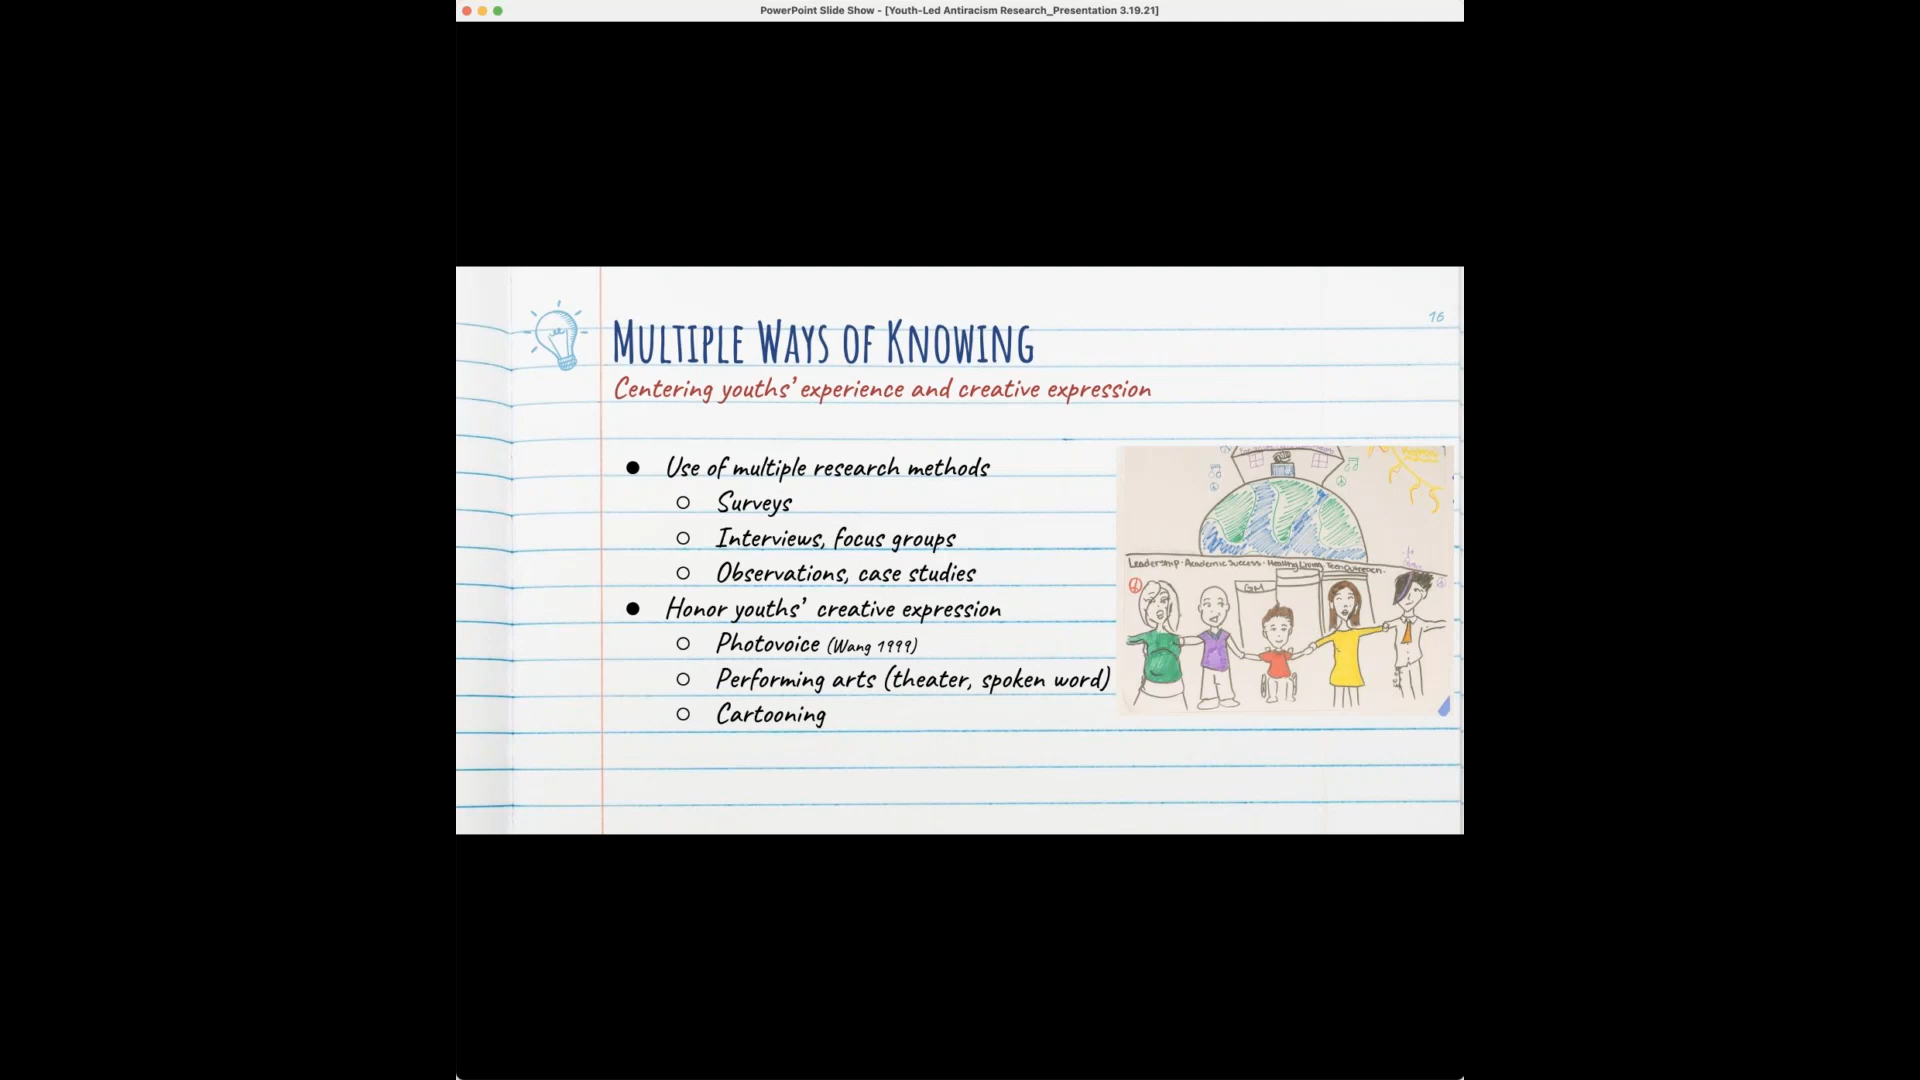 PowerPoint Slide Show - [Youth-Led Antiracism Research_Presentation 3.19.21]
16
Multiple Ways of Knowing
Centering youths' experience and creative expression
● Use of multiple research methods
○ Surveys
○ Interviews, focus groups
○ Observations, case studies
● Honor youths' creative expression
○ Photovoice (Wang 1999)
○ Performing arts (theater, spoken word)
○ Cartooning
Leadership · Academic Success · Healthy Living · Teen Outreach ·